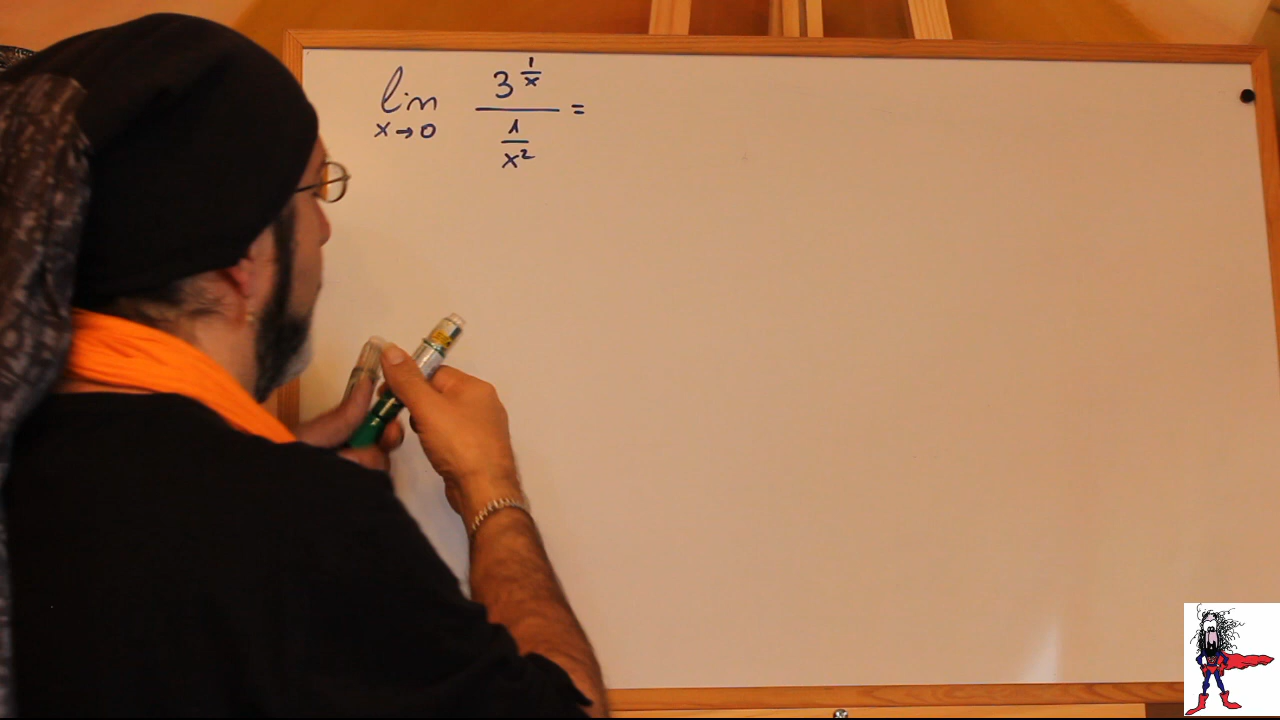 lim 3^(1/x) / (1/x²) =
x→0